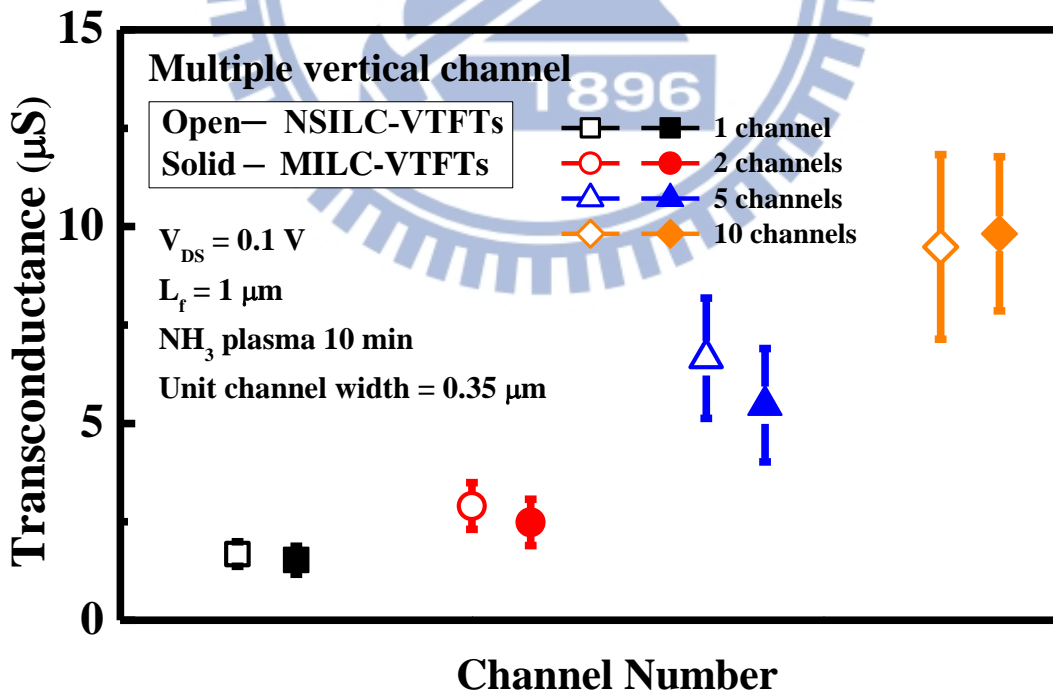 15
10
5
0
Transconductance (μS)
Multiple vertical channel
Open— NSILC-VTFTs
Solid — MILC-VTFTs
1896
1 channel
2 channels
5 channels
10 channels
V_DS = 0.1 V
L_f = 1 μm
NH_3 plasma 10 min
Unit channel width = 0.35 μm
Channel Number